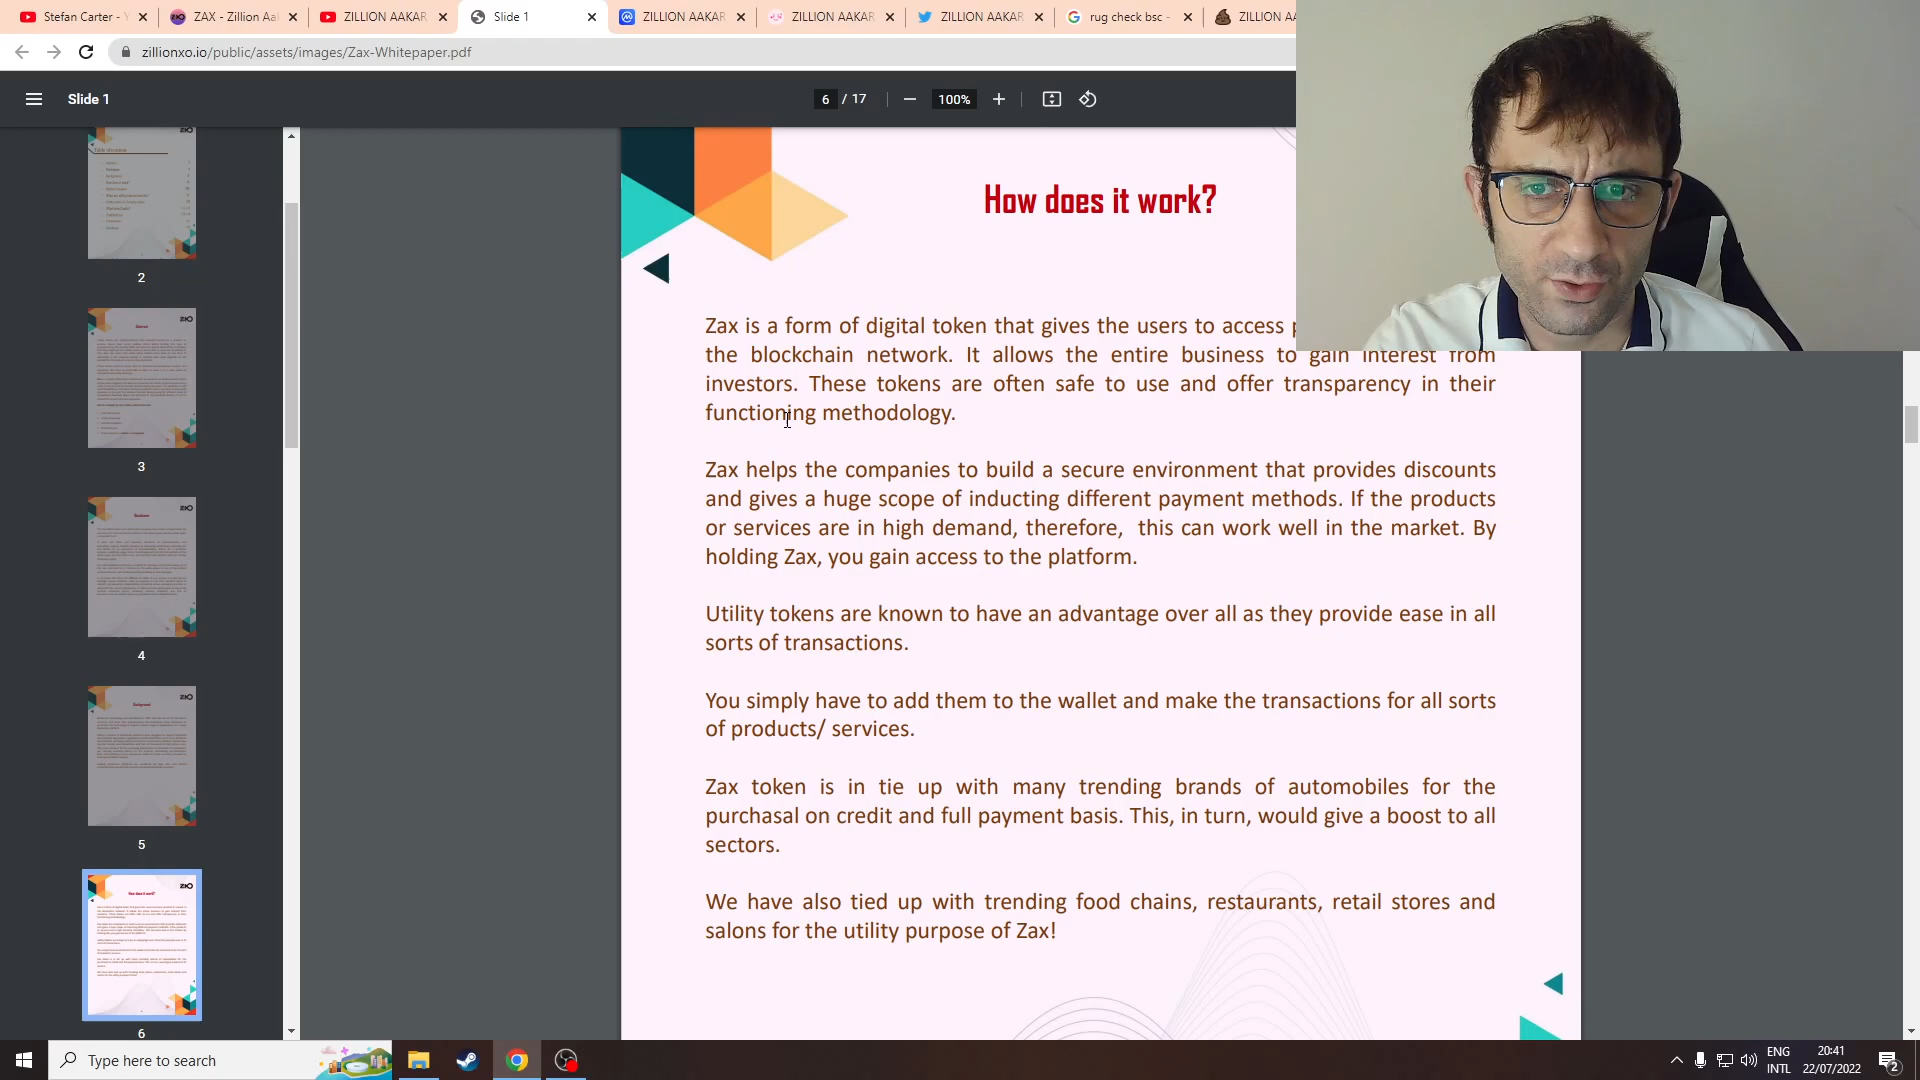 Stefan Carter - Y
ZAX - Zillion Aa
ZILLION AAKAR
Slide 1
ZILLION AAKAR
ZILLION AAKAR
ZILLION AAKAR
rug check bsc -
ZILLION AA
zillionxo.io/public/assets/images/Zax-Whitepaper.pdf
Slide 1
6 / 17
100%
2
3
4
5
6
How does it work?
Zax is a form of digital token that gives the users to access
the blockchain network. It allows the entire business to gain interest from
investors. These tokens are often safe to use and offer transparency in their
functioning methodology.
Zax helps the companies to build a secure environment that provides discounts
and gives a huge scope of inducting different payment methods. If the products
or services are in high demand, therefore, this can work well in the market. By
holding Zax, you gain access to the platform.
Utility tokens are known to have an advantage over all as they provide ease in all
sorts of transactions.
You simply have to add them to the wallet and make the transactions for all sorts
of products/ services.
Zax token is in tie up with many trending brands of automobiles for the
purchasal on credit and full payment basis. This, in turn, would give a boost to all
sectors.
We have also tied up with trending food chains, restaurants, retail stores and
salons for the utility purpose of Zax!
Type here to search
ENG
INTL
20:41
22/07/2022
2